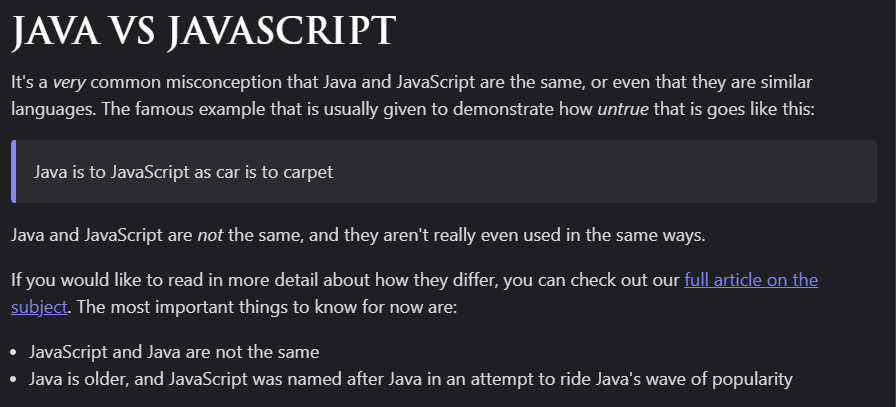 JAVA VS JAVASCRIPT
It's a very common misconception that Java and JavaScript are the same, or even that they are similar
languages. The famous example that is usually given to demonstrate how untrue that is goes like this:
Java is to JavaScript as car is to carpet
Java and JavaScript are not the same, and they aren't really even used in the same ways.
If you would like to read in more detail about how they differ, you can check out our full article on the
subject. The most important things to know for now are:
• JavaScript and Java are not the same
• Java is older, and JavaScript was named after Java in an attempt to ride Java's wave of popularity